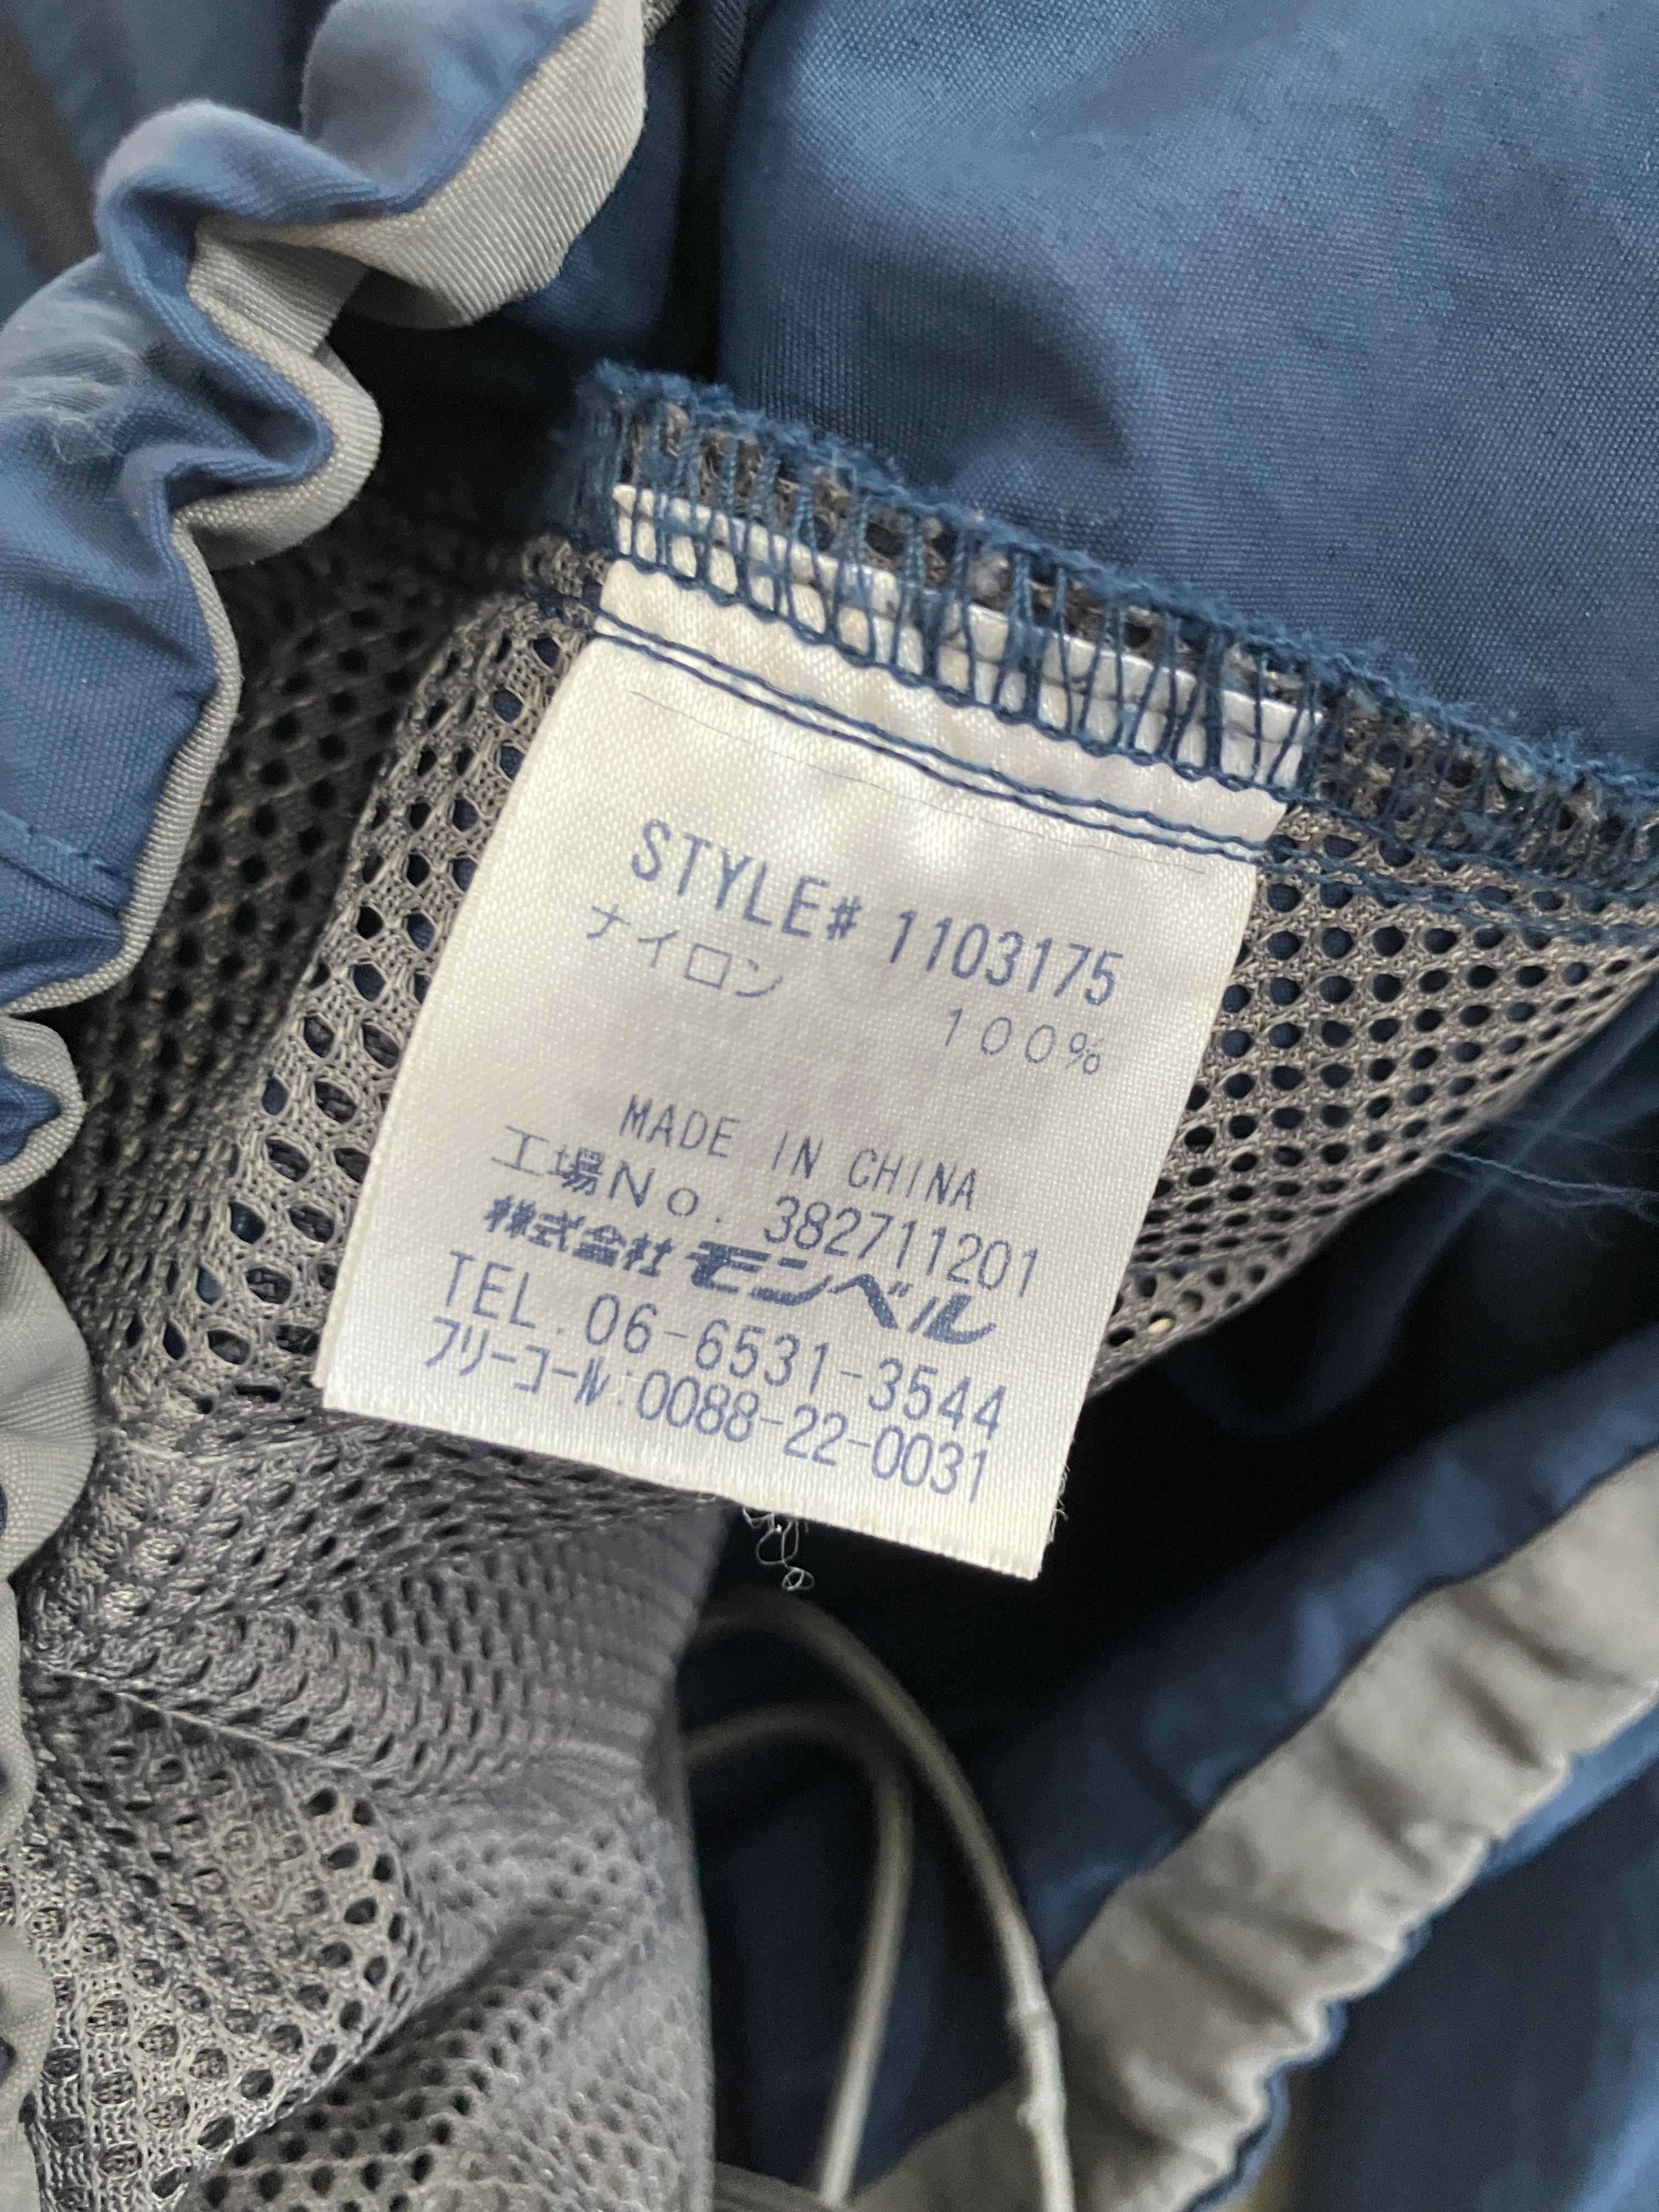 STYLE# 1103175
ナイロン
100%
MADE IN CHINA
工場No. 382711201
株式会社モンベル
TEL. 06-6531-3544
フリーコール:0088-22-0031